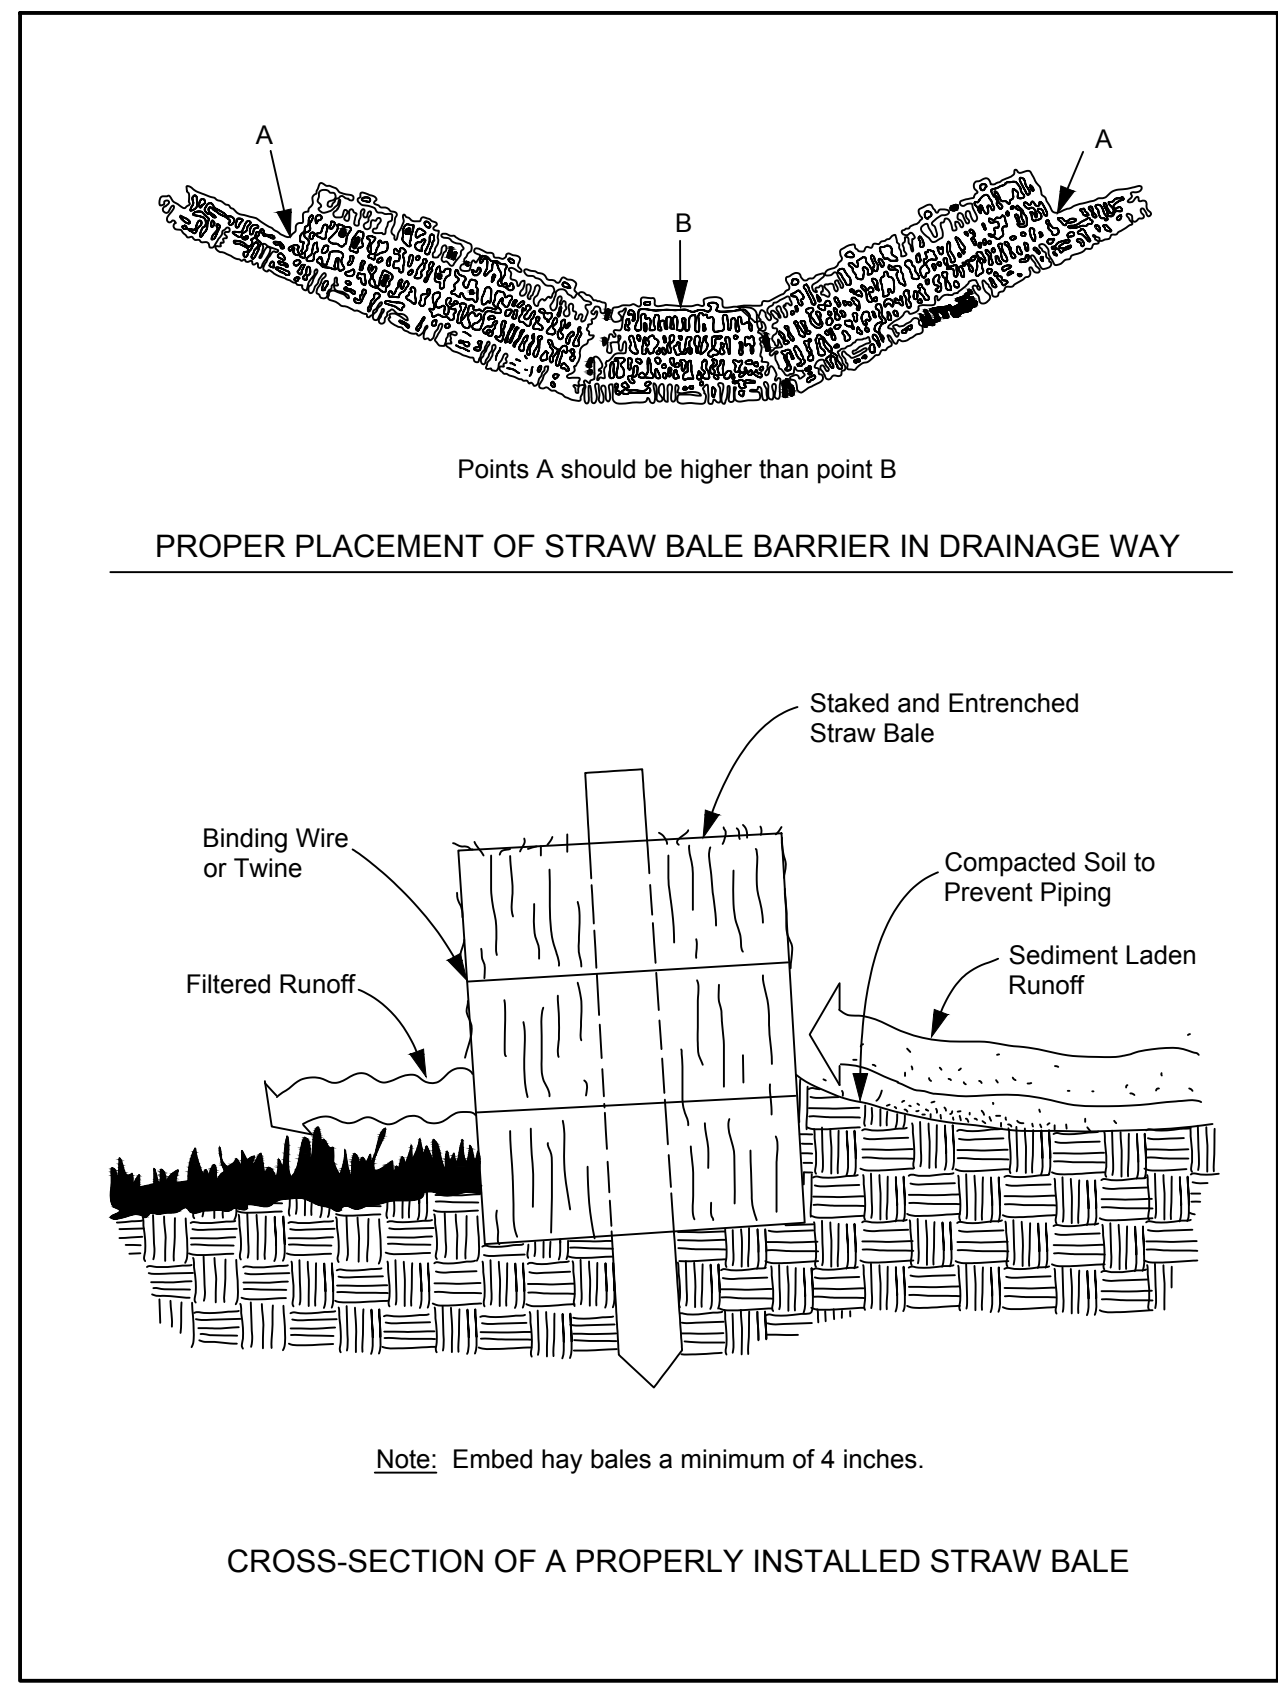 A
A
B
Points A should be higher than point B
PROPER PLACEMENT OF STRAW BALE BARRIER IN DRAINAGE WAY
Staked and Entrenched
Straw Bale
Binding Wire
or Twine
Compacted Soil to
Prevent Piping
Filtered Runoff
Sediment Laden
Runoff
Note: Embed hay bales a minimum of 4 inches.
CROSS-SECTION OF A PROPERLY INSTALLED STRAW BALE